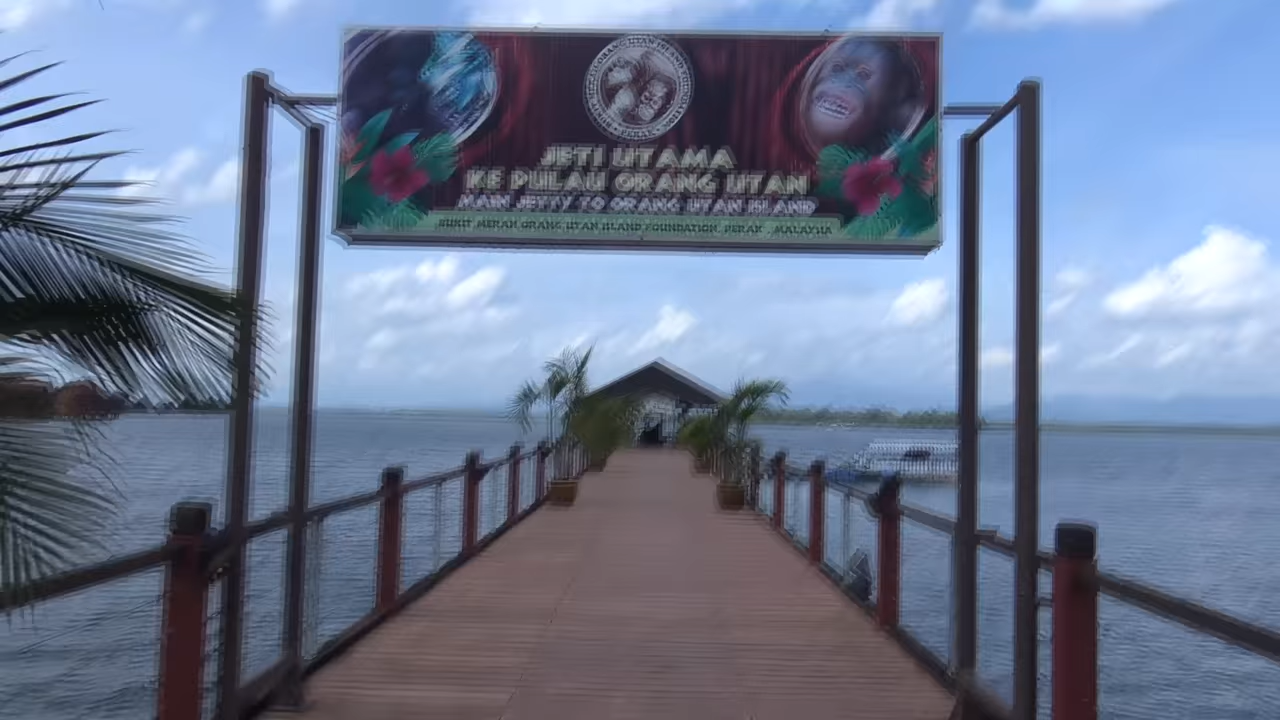 JETI UTAMA
KE PULAU ORANG UTAN
MAIN JETTY TO ORANG UTAN ISLAND
BUKIT MERAH ORANG UTAN ISLAND FOUNDATION, PERAK, MALAYSIA